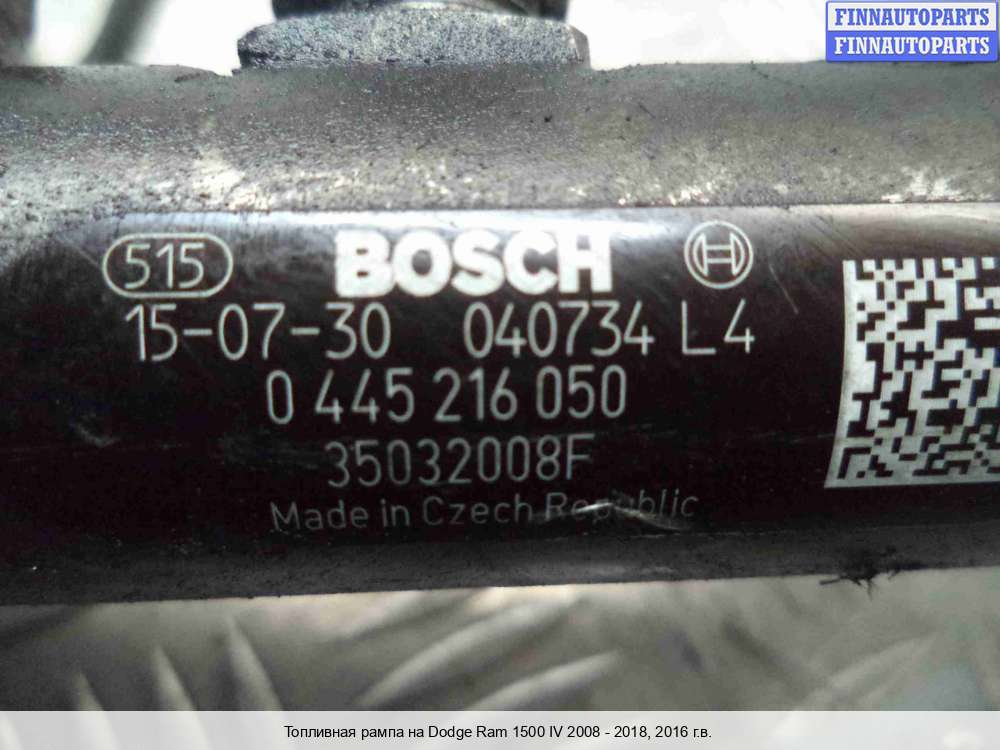 FINNAUTOPARTS
FINNAUTOPARTS
515 BOSCH
15-07-30 040734 L4
0 445 216 050
35032008F
Made in Czech Republic
Топливная рампа на Dodge Ram 1500 IV 2008 - 2018, 2016 г.в.